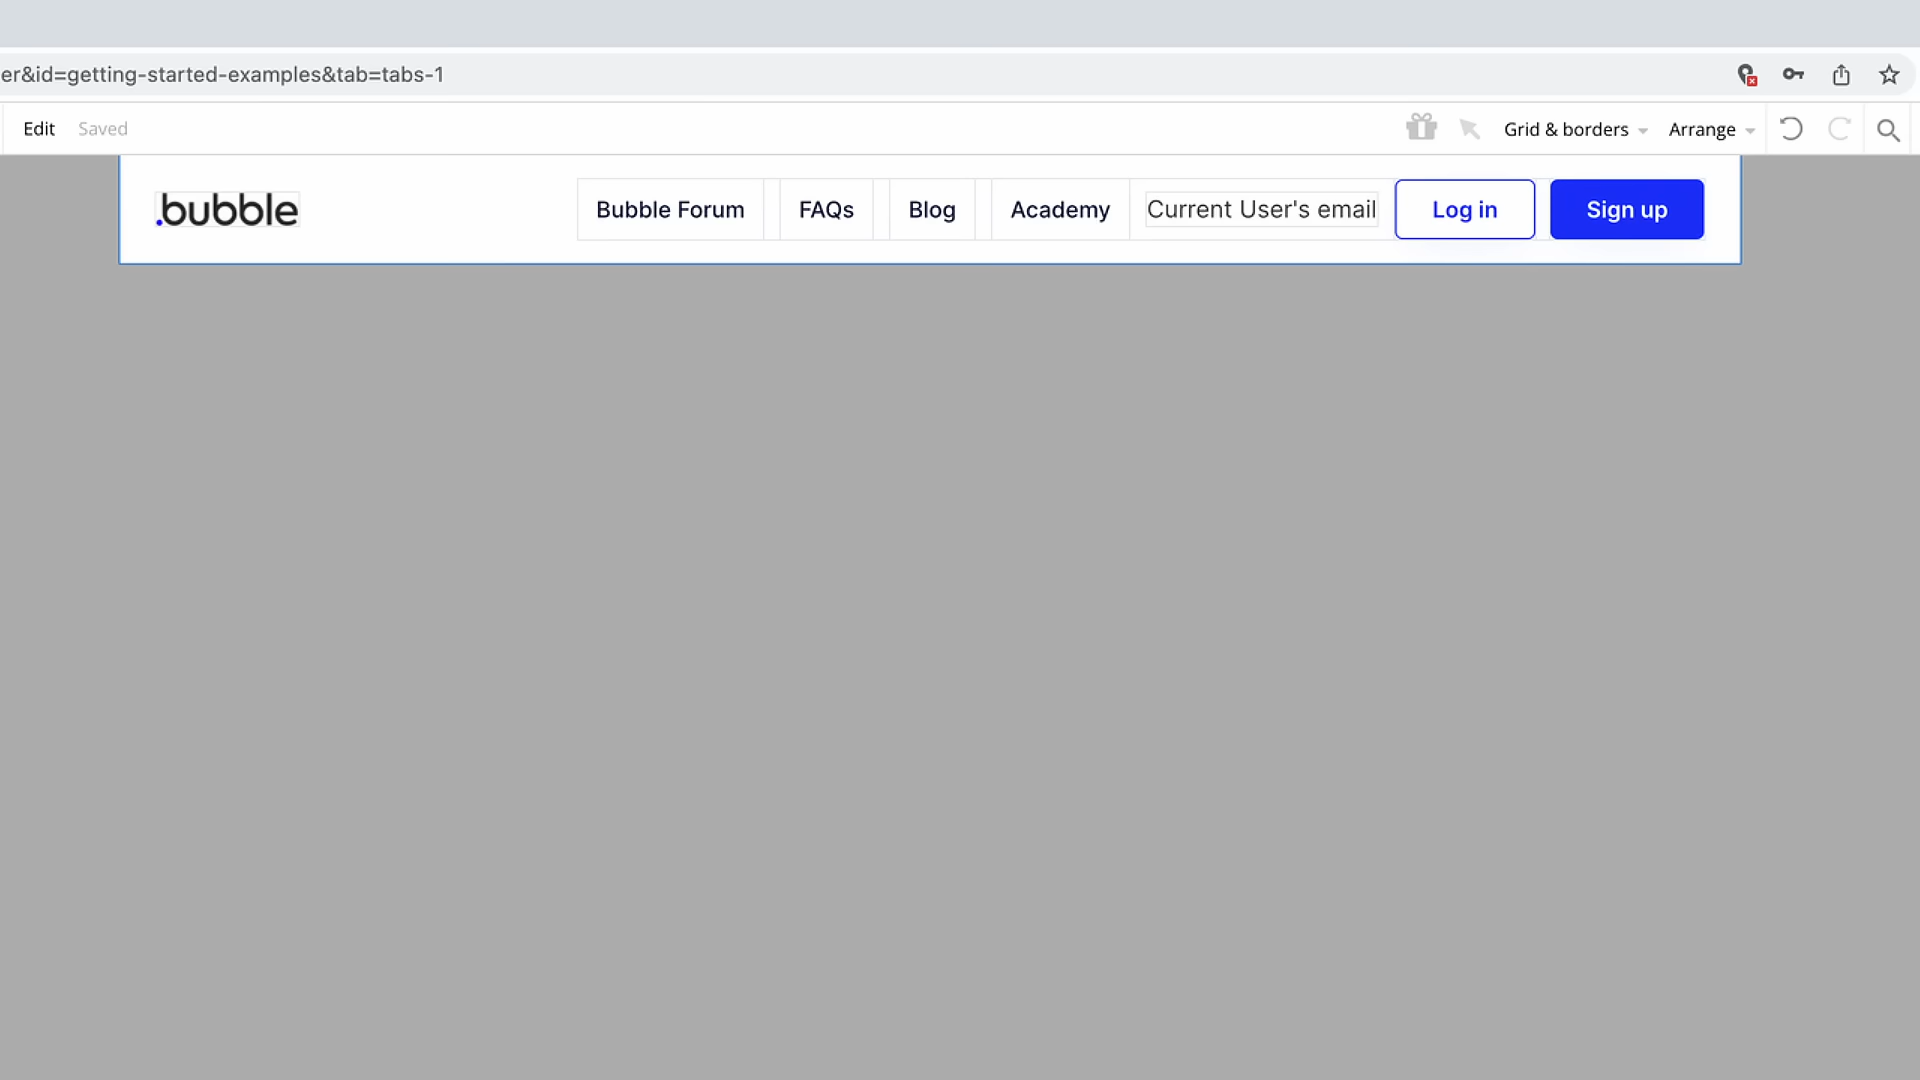 er&id=getting-started-examples&tab=tabs-1
Edit Saved Grid & borders Arrange
.bubble Bubble Forum FAQs Blog Academy Current User's email Log in Sign up